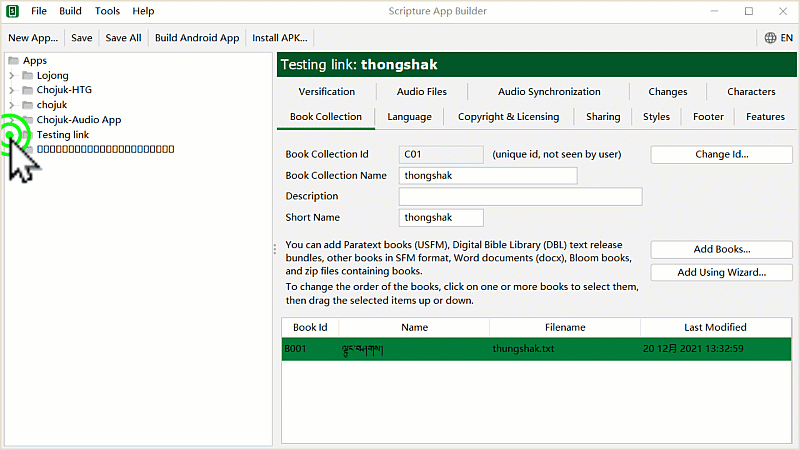 File Build Tools Help Scripture App Builder
New App... Save Save All Build Android App Install APK... EN
Apps
Lojong
Chojuk-HTG
chojuk
Chojuk-Audio App
Testing link
Testing link: thongshak
Versification Audio Files Audio Synchronization Changes Characters
Book Collection Language Copyright & Licensing Sharing Styles Footer Features
Book Collection Id C01 (unique id, not seen by user) Change Id...
Book Collection Name thongshak
Description
Short Name thongshak
You can add Paratext books (USFM), Digital Bible Library (DBL) text release
bundles, other books in SFM format, Word documents (docx), Bloom books,
and zip files containing books.
Add Books...
Add Using Wizard...
To change the order of the books, click on one or more books to select them,
then drag the selected items up or down.
Book Id Name Filename Last Modified
B001 ལྟུང་བཤགས། thungshak.txt 20 12月 2021 13:32:59